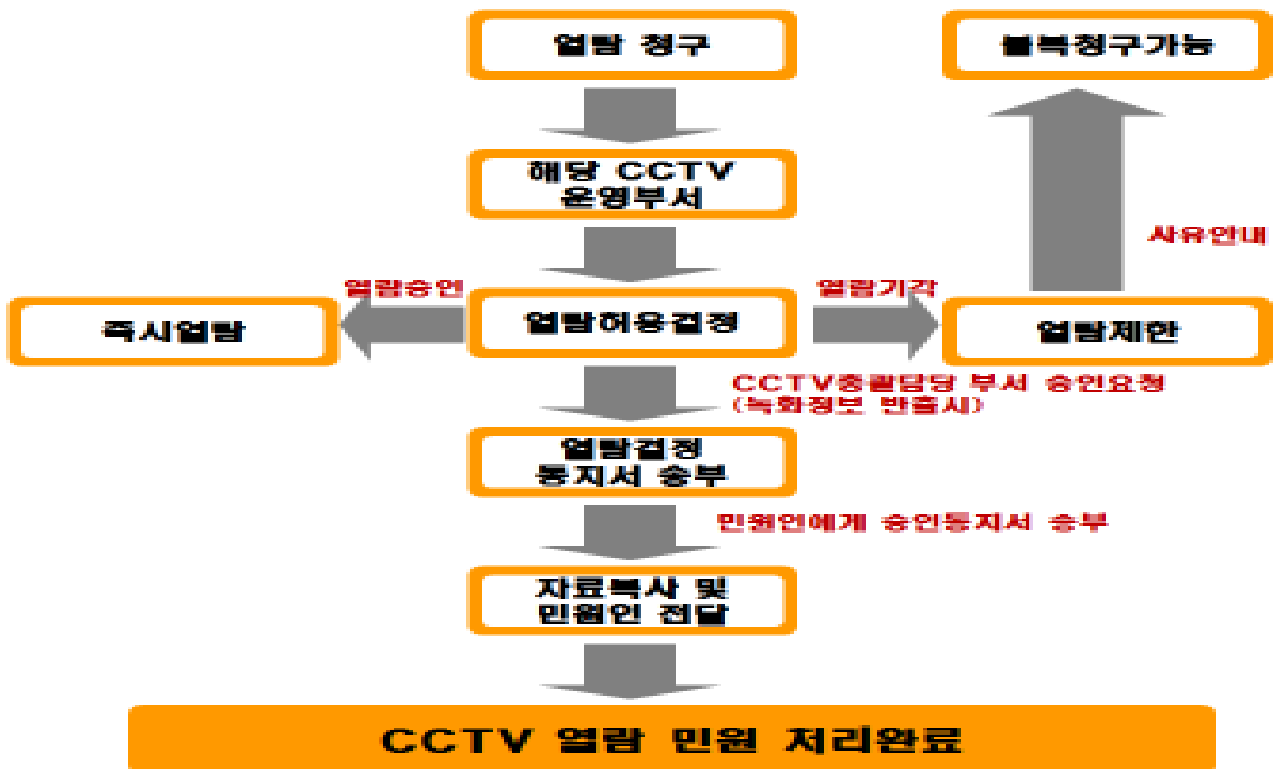 열람 청구
불복청구가능
해당 CCTV
운영부서
사유안내
열람승인
열람기각
즉시열람
열람허용결정
열람제한
CCTV총괄담당 부서 승인요청
(녹화정보 반출시)
열람결정
통지서 송부
민원인에게 승인통지서 송부
자료복사 및
민원인 전달
CCTV 열람 민원 처리완료